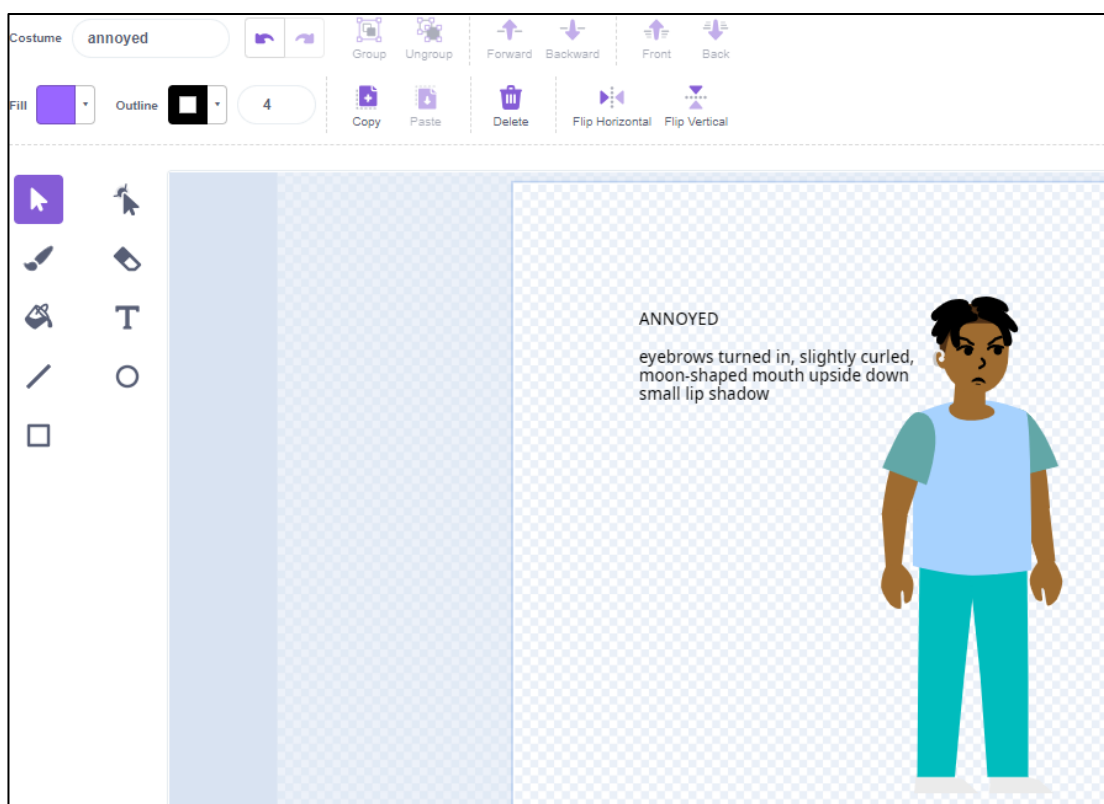 Costume annoyed
Group Ungroup Forward Backward Front Back
Fill Outline 4
Copy Paste Delete Flip Horizontal Flip Vertical
T
ANNOYED
eyebrows turned in, slightly curled,
moon-shaped mouth upside down
small lip shadow